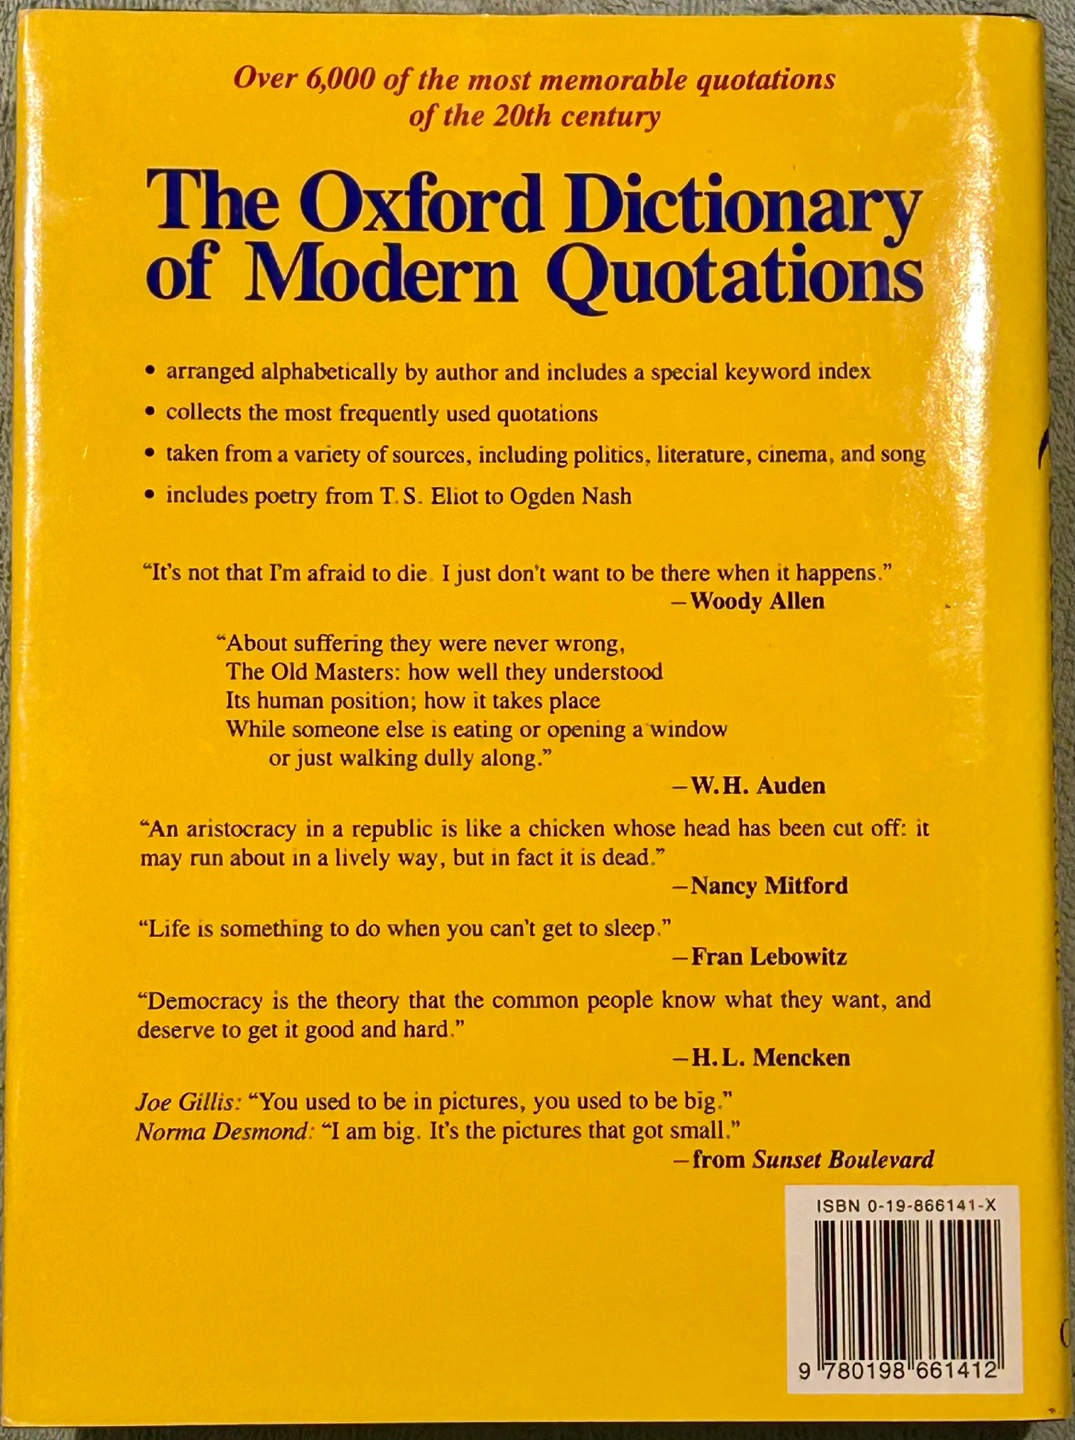 Over 6,000 of the most memorable quotations
of the 20th century
The Oxford Dictionary
of Modern Quotations
• arranged alphabetically by author and includes a special keyword index
• collects the most frequently used quotations
• taken from a variety of sources, including politics, literature, cinema, and song
• includes poetry from T. S. Eliot to Ogden Nash
“It's not that I'm afraid to die. I just don't want to be there when it happens.”
—Woody Allen
“About suffering they were never wrong,
The Old Masters: how well they understood
Its human position; how it takes place
While someone else is eating or opening a window
or just walking dully along.”
—W.H. Auden
“An aristocracy in a republic is like a chicken whose head has been cut off: it
may run about in a lively way, but in fact it is dead.”
—Nancy Mitford
“Life is something to do when you can't get to sleep.”
—Fran Lebowitz
“Democracy is the theory that the common people know what they want, and
deserve to get it good and hard.”
—H.L. Mencken
Joe Gillis: “You used to be in pictures, you used to be big.”
Norma Desmond: “I am big. It's the pictures that got small.”
—from Sunset Boulevard
ISBN 0-19-866141-X
9 780198 661412